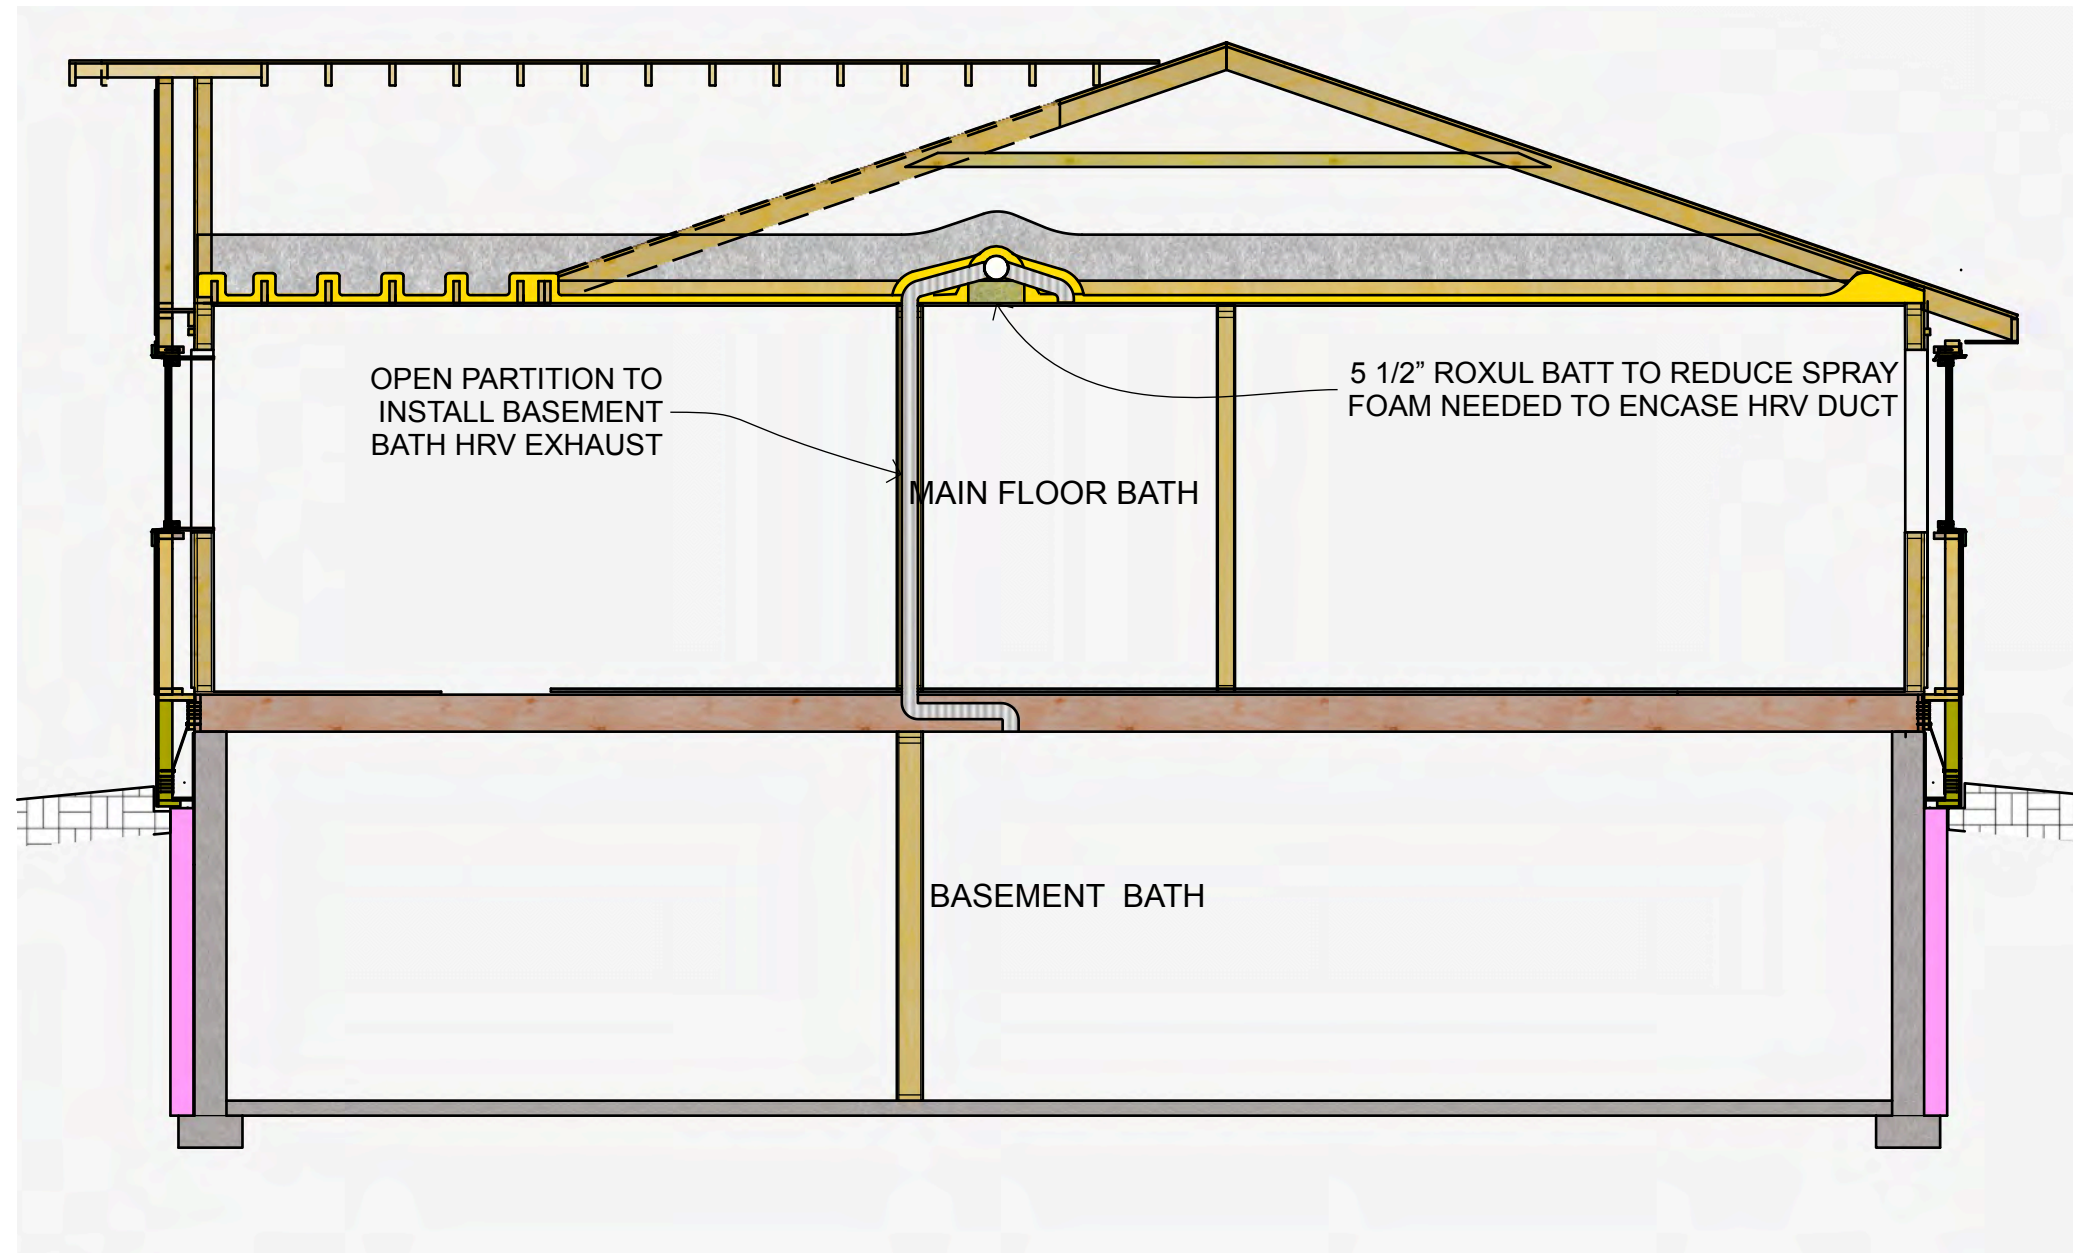 OPEN PARTITION TO
INSTALL BASEMENT
BATH HRV EXHAUST
5 1/2” ROXUL BATT TO REDUCE SPRAY
FOAM NEEDED TO ENCASE HRV DUCT
MAIN FLOOR BATH
BASEMENT BATH